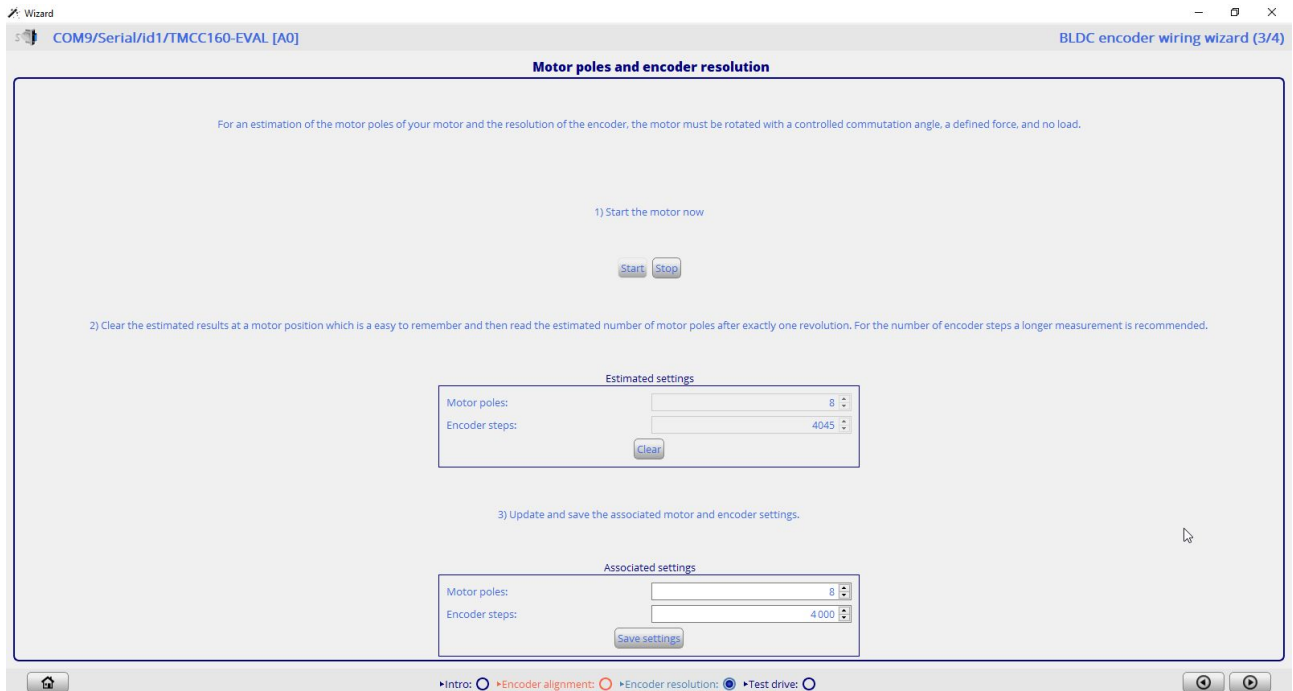 Wizard
COM9/Serial/id1/TMCC160-EVAL [A0]
BLDC encoder wiring wizard (3/4)
Motor poles and encoder resolution
For an estimation of the motor poles of your motor and the resolution of the encoder, the motor must be rotated with a controlled commutation angle, a defined force, and no load.
1) Start the motor now
Start Stop
2) Clear the estimated results at a motor position which is a easy to remember and then read the estimated number of motor poles after exactly one revolution. For the number of encoder steps a longer measurement is recommended.
Estimated settings
Motor poles: 8
Encoder steps: 4045
Clear
3) Update and save the associated motor and encoder settings.
Associated settings
Motor poles: 8
Encoder steps: 4 000
Save settings
▸Intro: ▸Encoder alignment: ▸Encoder resolution: ▸Test drive: